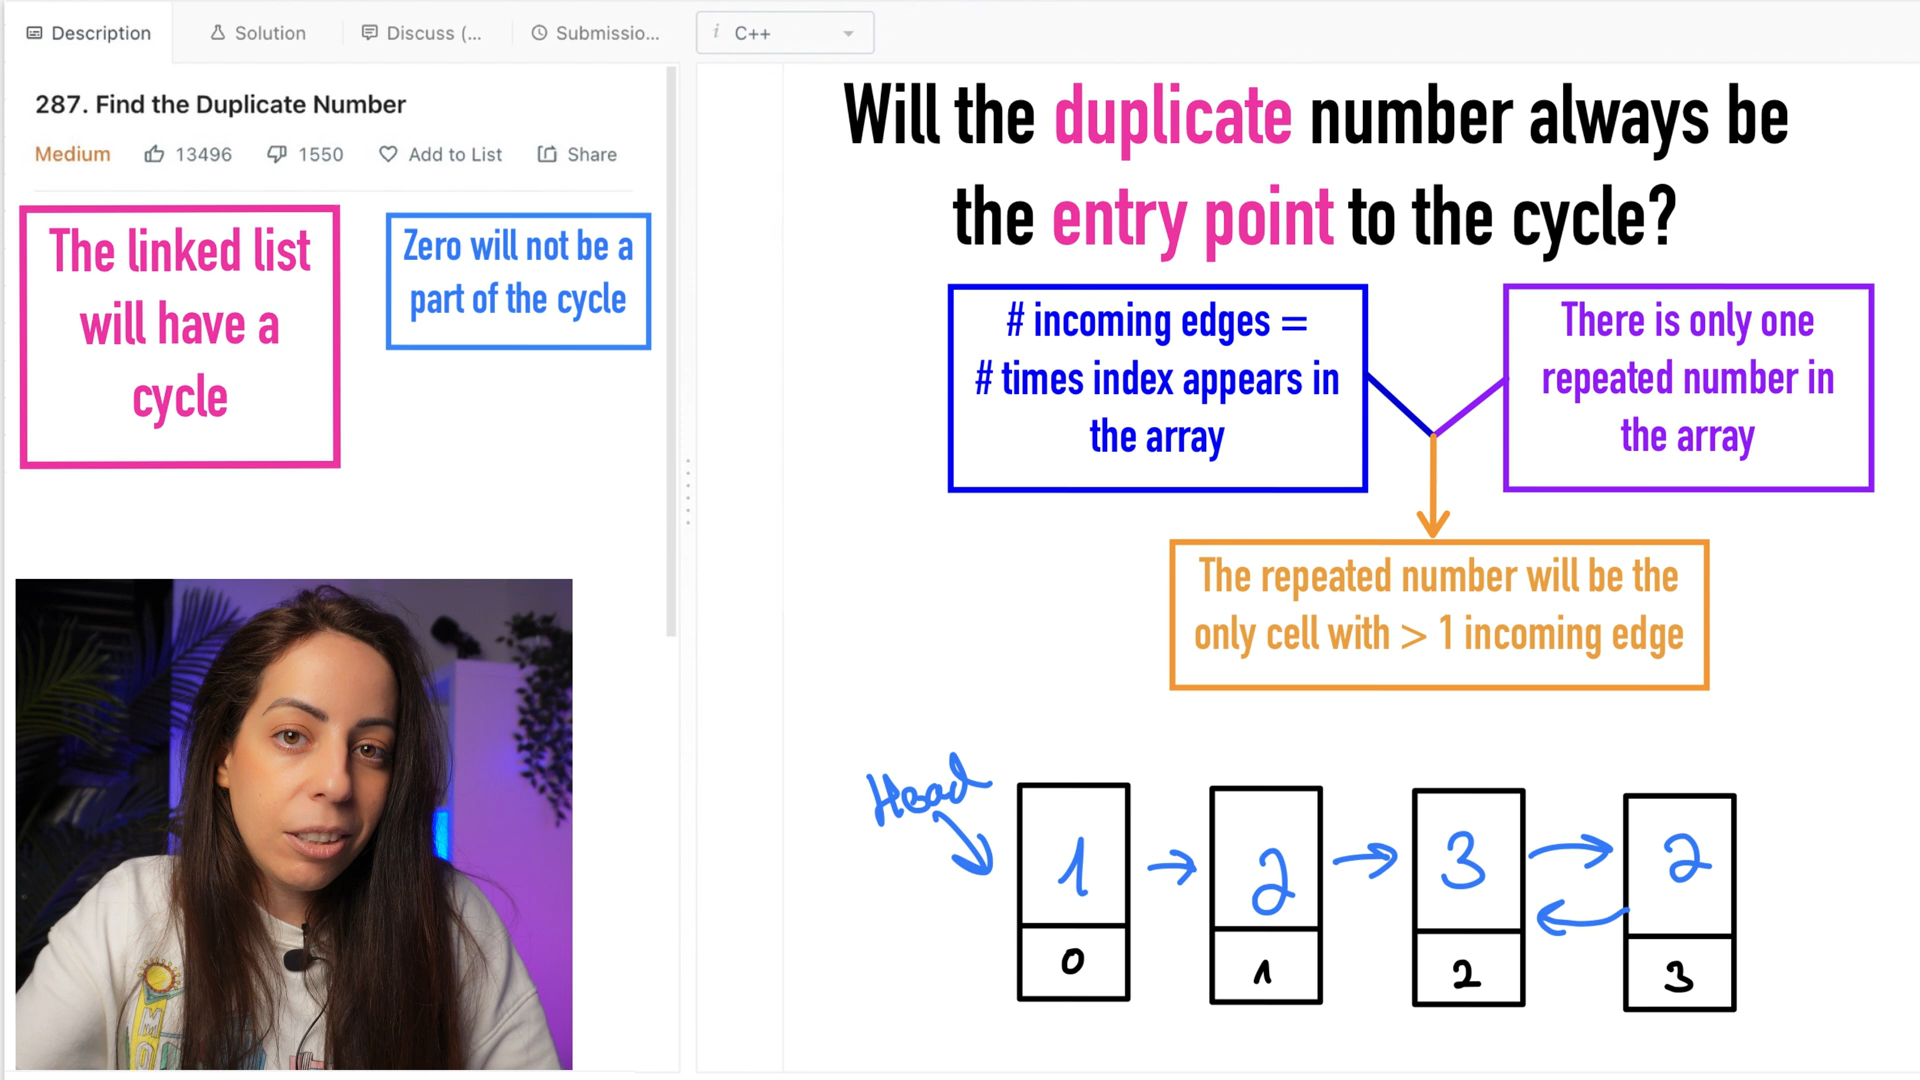 Description
Solution
Discuss (...
Submissio...
i C++
287. Find the Duplicate Number
Medium 13496 1550 Add to List Share
The linked list
will have a
cycle
Zero will not be a
part of the cycle
Will the duplicate number always be
the entry point to the cycle?
# incoming edges =
# times index appears in
the array
There is only one
repeated number in
the array
The repeated number will be the
only cell with > 1 incoming edge
Head
1 2 3 2
0 1 2 3